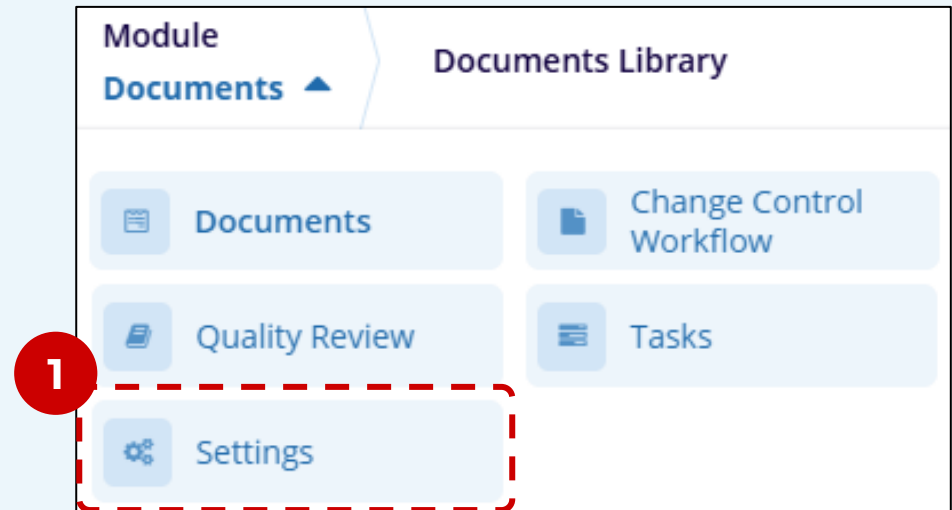 Module
Documents
Documents Library
Documents
Change Control
Workflow
Quality Review
Tasks
1
Settings